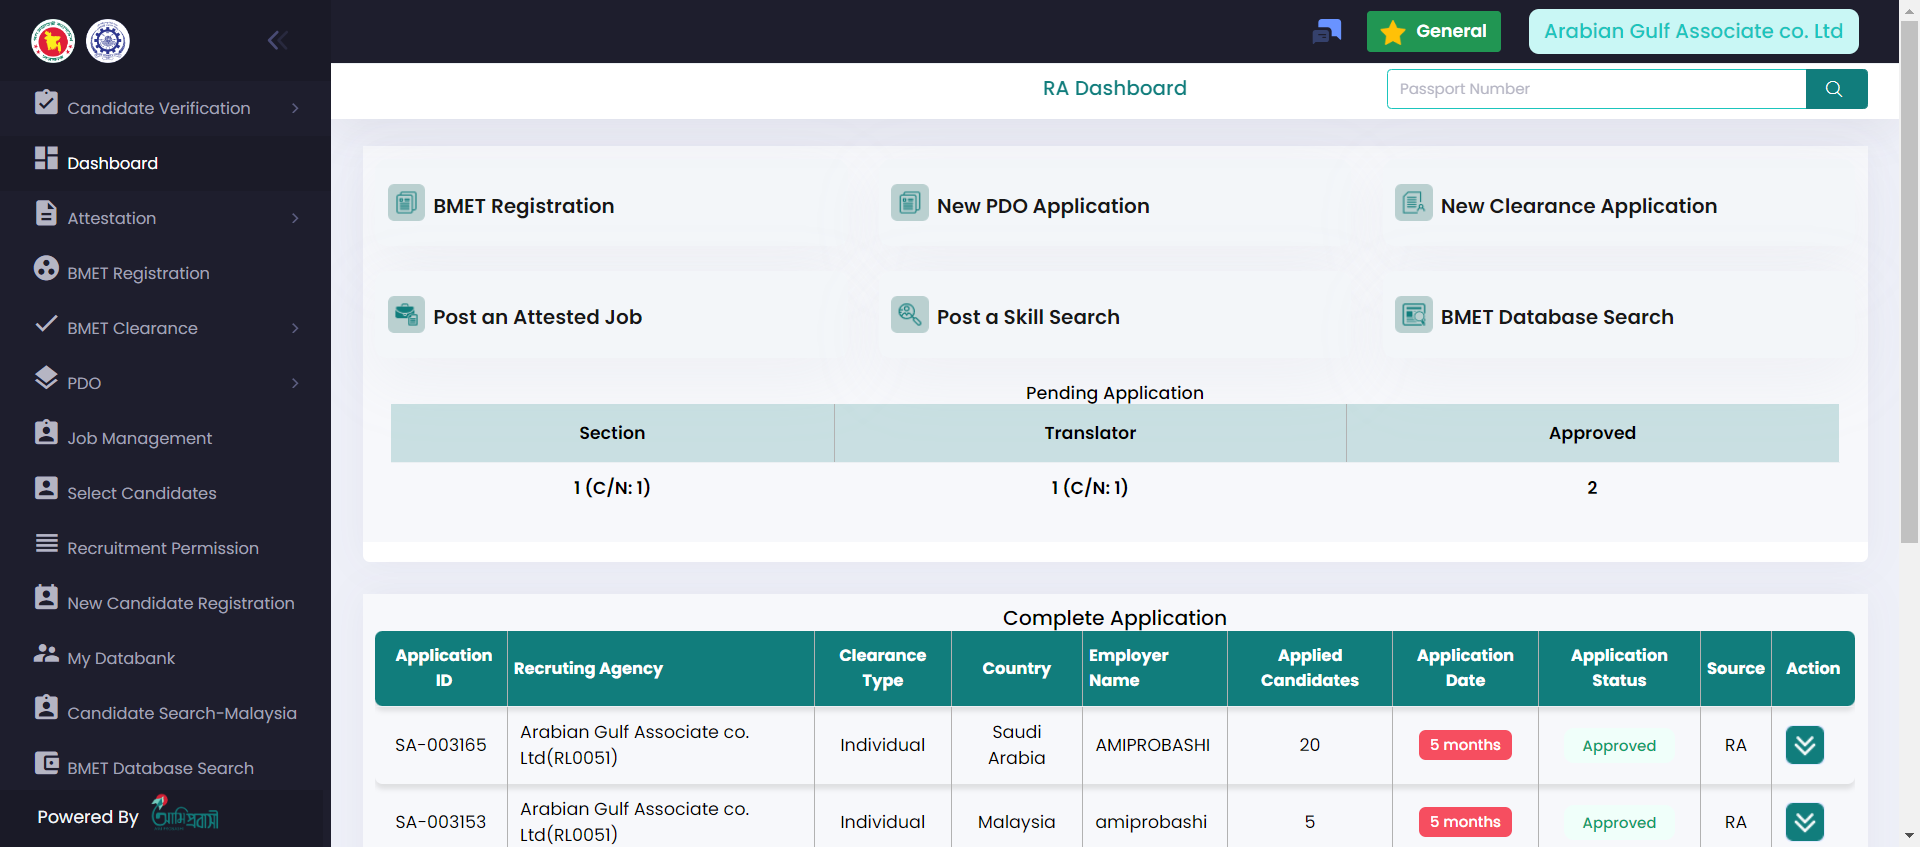 General
Arabian Gulf Associate co. Ltd
Candidate Verification
Dashboard
Attestation
BMET Registration
BMET Clearance
PDO
Job Management
Select Candidates
Recruitment Permission
New Candidate Registration
My Databank
Candidate Search-Malaysia
BMET Database Search
Powered By
আমি প্রবাসী
RA Dashboard
Passport Number
BMET Registration
New PDO Application
New Clearance Application
Post an Attested Job
Post a Skill Search
BMET Database Search
Pending Application
Section Translator Approved
1 (C/N: 1) 1 (C/N: 1) 2
Complete Application
Application ID Recruting Agency Clearance Type Country Employer Name Applied Candidates Application Date Application Status Source Action
SA-003165 Arabian Gulf Associate co. Ltd(RL0051) Individual Saudi Arabia AMIPROBASHI 20 5 months Approved RA
SA-003153 Arabian Gulf Associate co. Ltd(RL0051) Individual Malaysia amiprobashi 5 5 months Approved RA